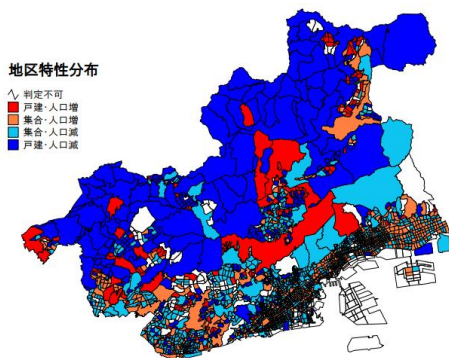 地区特性分布
判定不可
戸建・人口増
集合・人口増
集合・人口減
戸建・人口減